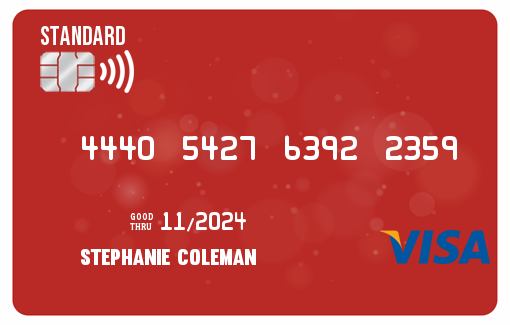 STANDARD
4440 5427 6392 2359
GOOD THRU 11/2024
STEPHANIE COLEMAN
VISA